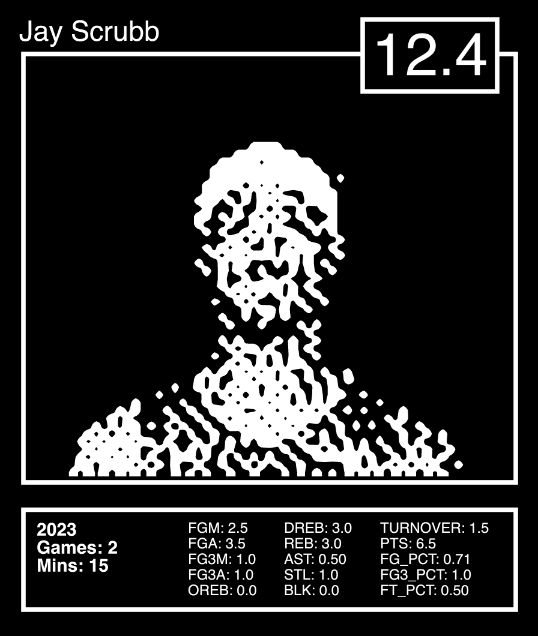 Jay Scrubb
12.4
2023
Games: 2
Mins: 15
FGM: 2.5
FGA: 3.5
FG3M: 1.0
FG3A: 1.0
OREB: 0.0
DREB: 3.0
REB: 3.0
AST: 0.50
STL: 1.0
BLK: 0.0
TURNOVER: 1.5
PTS: 6.5
FG_PCT: 0.71
FG3_PCT: 1.0
FT_PCT: 0.50